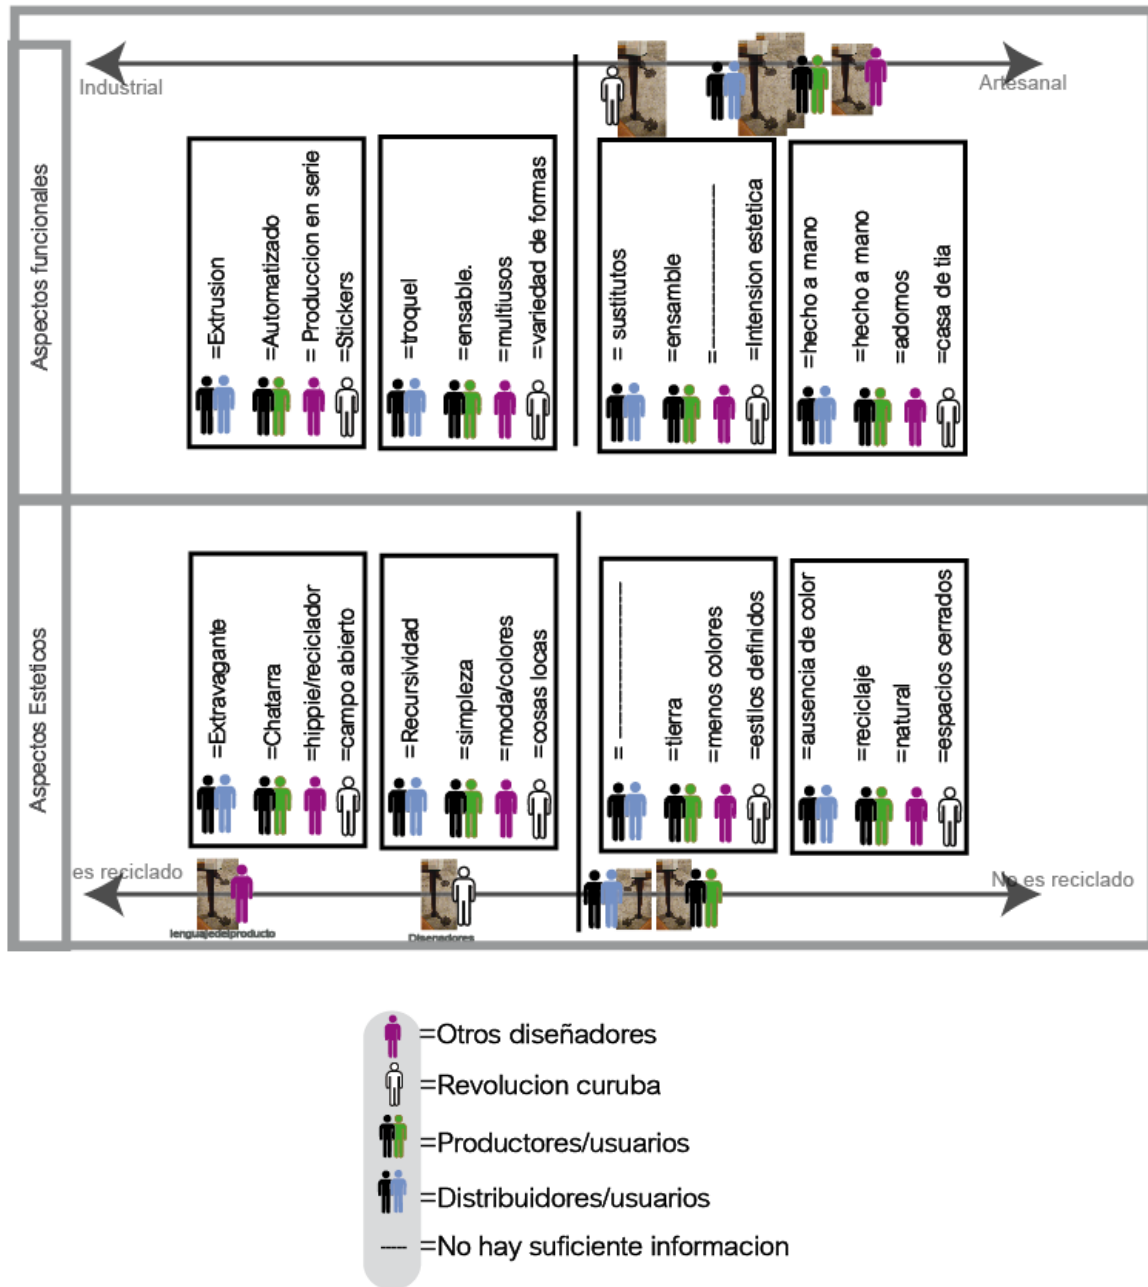 Industrial
Artesanal
Aspectos funcionales
=Extrusion
=Automatizado
= Produccion en serie
=Stickers
=troquel
=ensable.
=multiusos
=variedad de formas
= sustitutos
=ensamble
=--------------------
=Intension estetica
=hecho a mano
=hecho a mano
=adornos
=casa de tia
Aspectos Esteticos
=Extravagante
=Chatarra
=hippie/reciclador
=campo abierto
=Recursividad
=simpleza
=moda/colores
=cosas locas
=--------------------
=tierra
=menos colores
=estilos definidos
=ausencia de color
=reciclaje
=natural
=espacios cerrados
es reciclado
No es reciclado
lenguajedelproducto
Disenadores
=Otros diseñadores
=Revolucion curuba
=Productores/usuarios
=Distribuidores/usuarios
----- =No hay suficiente informacion